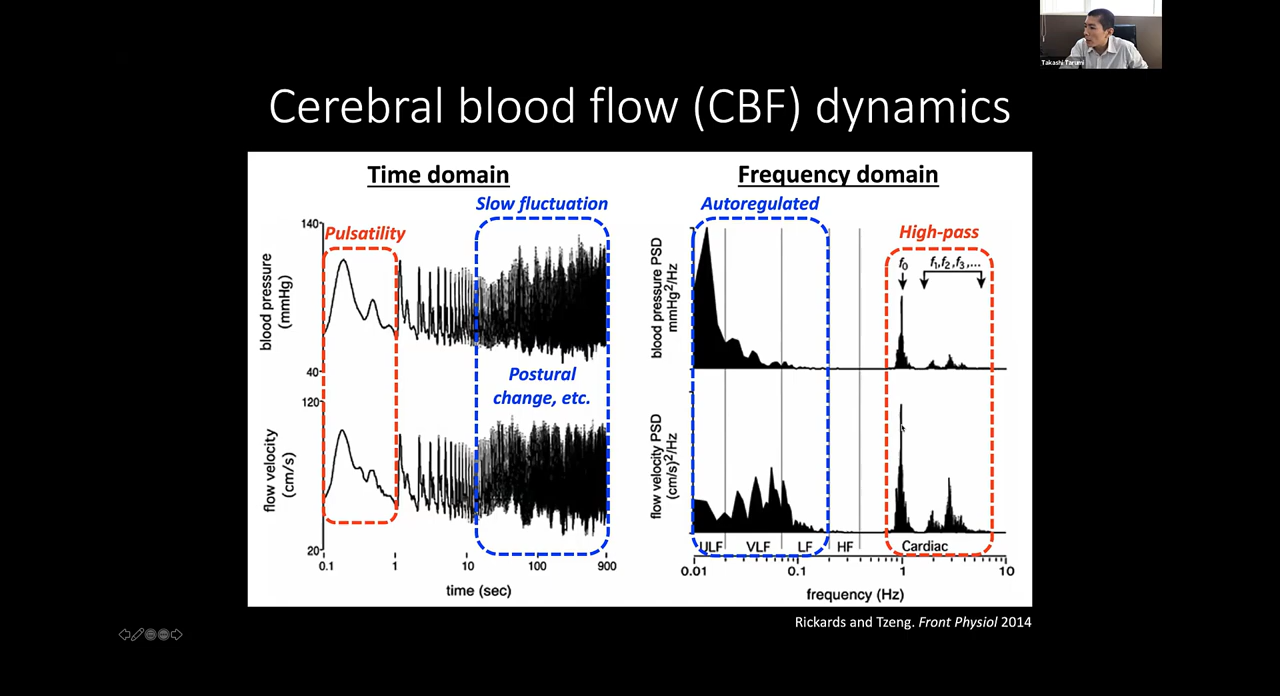 Takashi Tarumi
Cerebral blood flow (CBF) dynamics
Time domain
Frequency domain
Slow fluctuation
Autoregulated
Pulsatility
High-pass
140
blood pressure
(mmHg)
40
Postural
change, etc.
120
flow velocity
(cm/s)
20
0.1
1
10
100
900
time (sec)
blood pressure PSD
mmHg²/Hz
f₀
f₁,f₂,f₃,...
flow velocity PSD
(cm/s)²/Hz
ULF
VLF
LF
HF
Cardiac
0.01
0.1
1
10
frequency (Hz)
Rickards and Tzeng. Front Physiol 2014